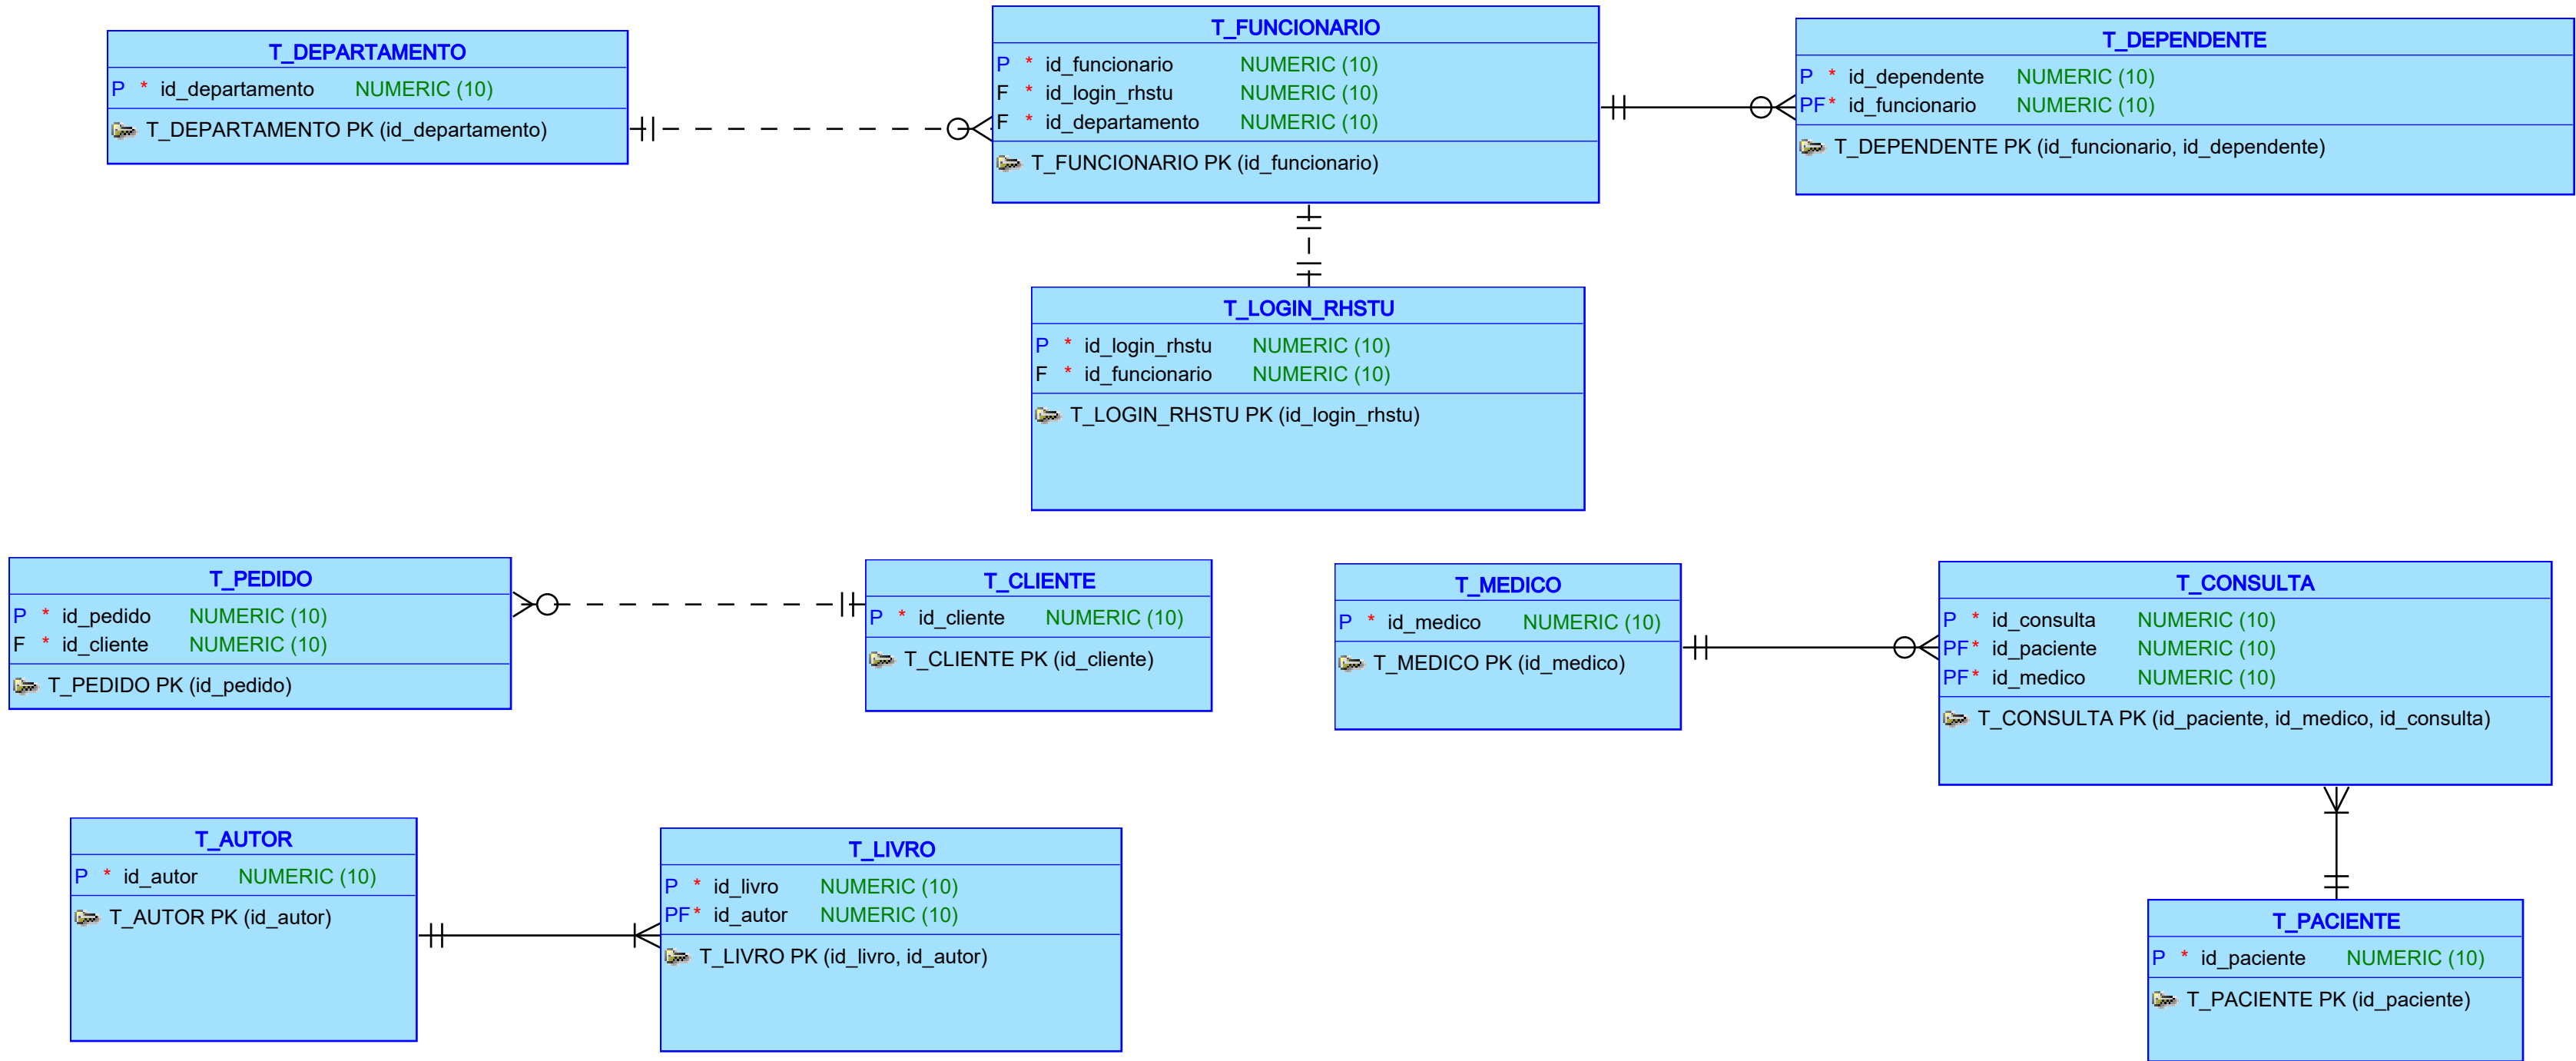 T_DEPARTAMENTO
P * id_departamento NUMERIC (10)
T_DEPARTAMENTO PK (id_departamento)
T_FUNCIONARIO
P * id_funcionario NUMERIC (10)
F * id_login_rhstu NUMERIC (10)
F * id_departamento NUMERIC (10)
T_FUNCIONARIO PK (id_funcionario)
T_DEPENDENTE
P * id_dependente NUMERIC (10)
PF* id_funcionario NUMERIC (10)
T_DEPENDENTE PK (id_funcionario, id_dependente)
T_LOGIN_RHSTU
P * id_login_rhstu NUMERIC (10)
F * id_funcionario NUMERIC (10)
T_LOGIN_RHSTU PK (id_login_rhstu)
T_PEDIDO
P * id_pedido NUMERIC (10)
F * id_cliente NUMERIC (10)
T_PEDIDO PK (id_pedido)
T_CLIENTE
P * id_cliente NUMERIC (10)
T_CLIENTE PK (id_cliente)
T_MEDICO
P * id_medico NUMERIC (10)
T_MEDICO PK (id_medico)
T_CONSULTA
P * id_consulta NUMERIC (10)
PF* id_paciente NUMERIC (10)
PF* id_medico NUMERIC (10)
T_CONSULTA PK (id_paciente, id_medico, id_consulta)
T_AUTOR
P * id_autor NUMERIC (10)
T_AUTOR PK (id_autor)
T_LIVRO
P * id_livro NUMERIC (10)
PF* id_autor NUMERIC (10)
T_LIVRO PK (id_livro, id_autor)
T_PACIENTE
P * id_paciente NUMERIC (10)
T_PACIENTE PK (id_paciente)